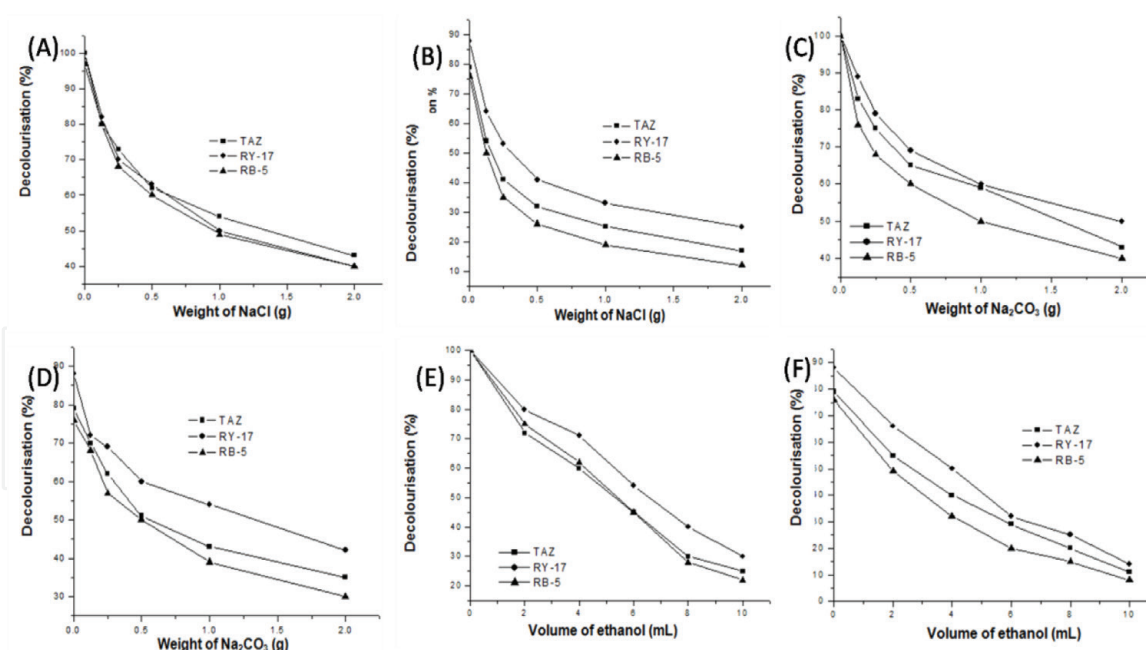 (A)
Decolourisation (%)
100
90
80
70
60
50
40
TAZ
RY-17
RB-5
0.0 0.5 1.0 1.5 2.0
Weight of NaCl (g)
(B)
on %
Decolourisation (%)
90
80
70
60
50
40
30
20
10
TAZ
RY-17
RB-5
0.0 0.5 1.0 1.5 2.0
Weight of NaCl (g)
(C)
Decolourisation (%)
100
90
80
70
60
50
40
TAZ
RY-17
RB-5
0.0 0.5 1.0 1.5 2.0
Weight of Na₂CO₃ (g)
(D)
Decolourisation (%)
90
80
70
60
50
40
30
TAZ
RY-17
RB-5
0.0 0.5 1.0 1.5 2.0
Weight of Na₂CO₃ (g)
(E)
Decolourisation (%)
100
90
80
70
60
50
40
30
20
TAZ
RY-17
RB-5
0 2 4 6 8 10
Volume of ethanol (mL)
(F)
Decolourisation (%)
90
20
10
0
TAZ
RY-17
RB-5
0 2 4 6 8 10
Volume of ethanol (mL)